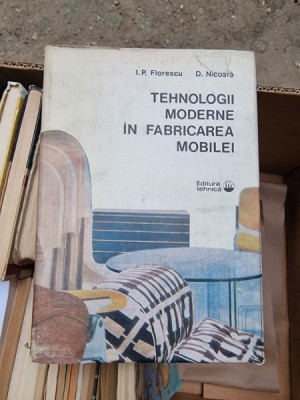 I.P. Florescu D. Nicoară
TEHNOLOGII
MODERNE
ÎN FABRICAREA
MOBILEI
Editura
tehnică